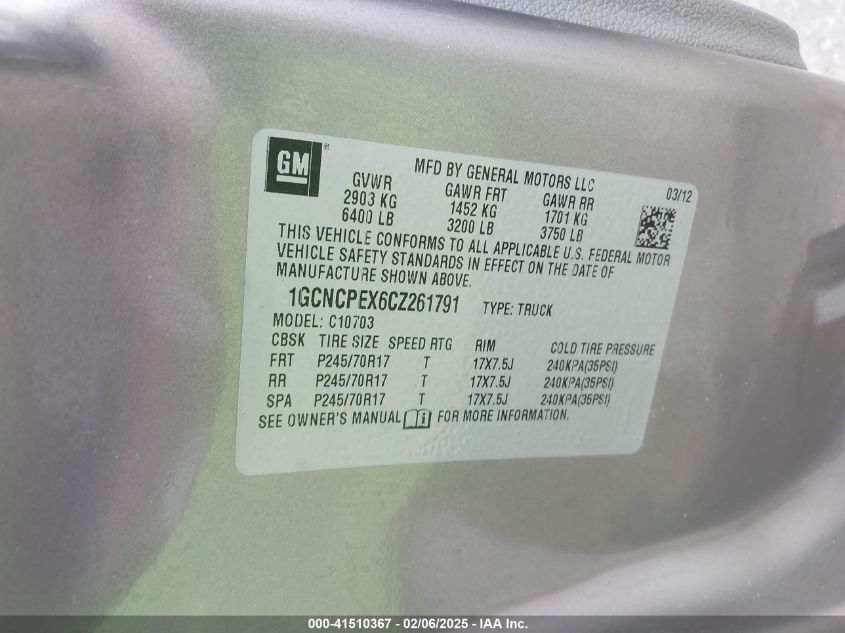 GM
MFD BY GENERAL MOTORS LLC
03/12
GVWR GAWR FRT GAWR RR
2903 KG 1452 KG 1701 KG
6400 LB 3200 LB 3750 LB
THIS VEHICLE CONFORMS TO ALL APPLICABLE U.S. FEDERAL MOTOR
VEHICLE SAFETY STANDARDS IN EFFECT ON THE DATE OF
MANUFACTURE SHOWN ABOVE.
1GCNCPEX6CZ261791 TYPE: TRUCK
MODEL: C10703
CBSK TIRE SIZE SPEED RTG RIM COLD TIRE PRESSURE
FRT P245/70R17 T 17X7.5J 240KPA(35PSI)
RR P245/70R17 T 17X7.5J 240KPA(35PSI)
SPA P245/70R17 T 17X7.5J 240KPA(35PSI)
SEE OWNER'S MANUAL i FOR MORE INFORMATION.
000-41510367 - 02/06/2025 - IAA Inc.